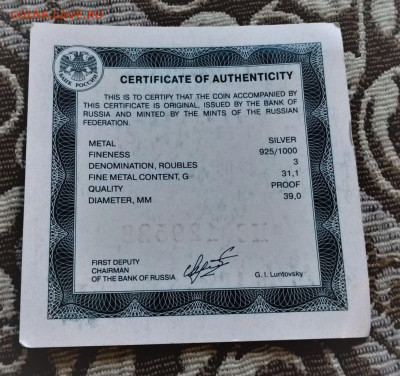 БАНК РОССИИ
CERTIFICATE OF AUTHENTICITY
THIS IS TO CERTIFY THAT THE COIN ACCOMPANIED BY
THIS CERTIFICATE IS ORIGINAL, ISSUED BY THE BANK OF
RUSSIA AND MINTED BY THE MINTS OF THE RUSSIAN
FEDERATION.
METAL SILVER
FINENESS 925/1000
DENOMINATION, ROUBLES 3
FINE METAL CONTENT, G 31,1
QUALITY PROOF
DIAMETER, MM 39,0
FIRST DEPUTY
CHAIRMAN
OF THE BANK OF RUSSIA G. I. Luntovsky